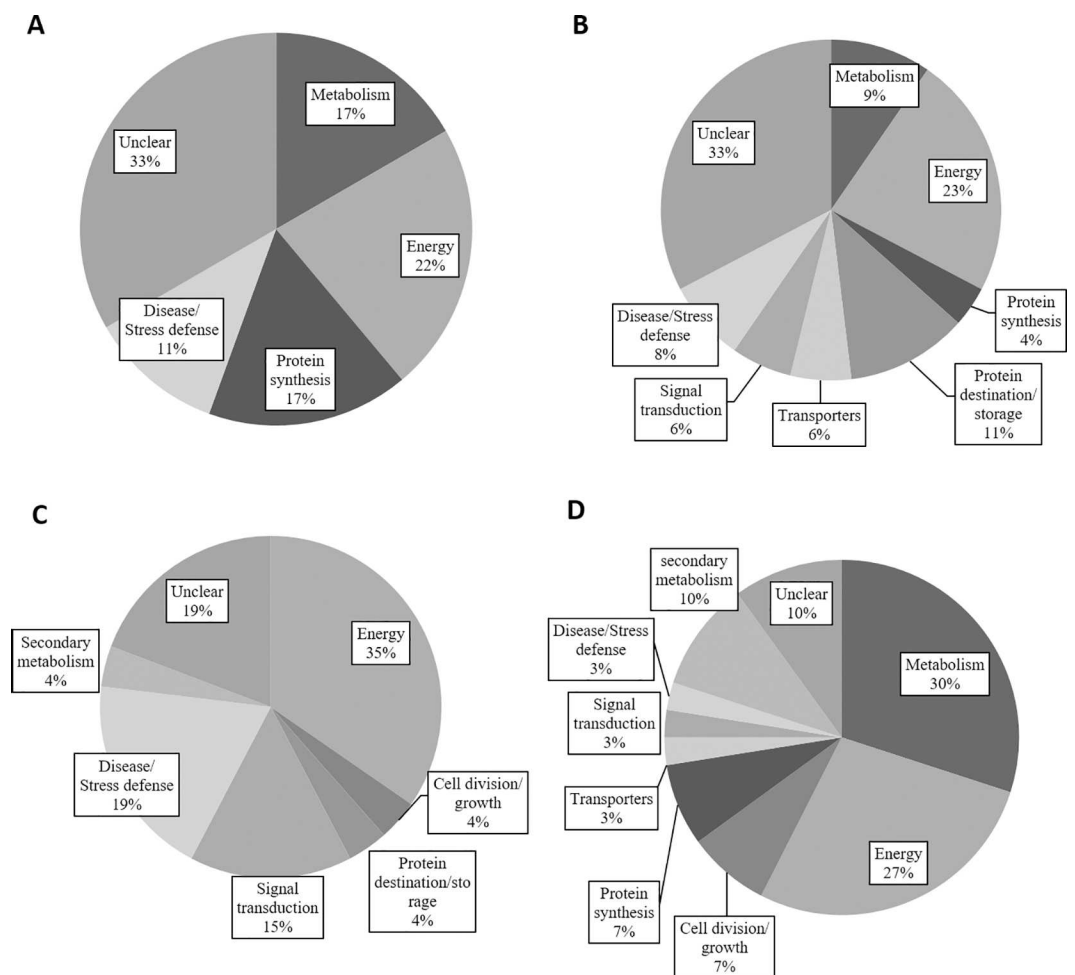 A
Metabolism
17%
Energy
22%
Protein
synthesis
17%
Disease/
Stress defense
11%
Unclear
33%
B
Metabolism
9%
Energy
23%
Protein
synthesis
4%
Protein
destination/
storage
11%
Transporters
6%
Signal
transduction
6%
Disease/Stress
defense
8%
Unclear
33%
C
Energy
35%
Cell division/
growth
4%
Protein
destination/sto
rage
4%
Signal
transduction
15%
Disease/
Stress defense
19%
Secondary
metabolism
4%
Unclear
19%
D
Metabolism
30%
Energy
27%
Cell division/
growth
7%
Protein
synthesis
7%
Transporters
3%
Signal
transduction
3%
Disease/Stress
defense
3%
secondary
metabolism
10%
Unclear
10%